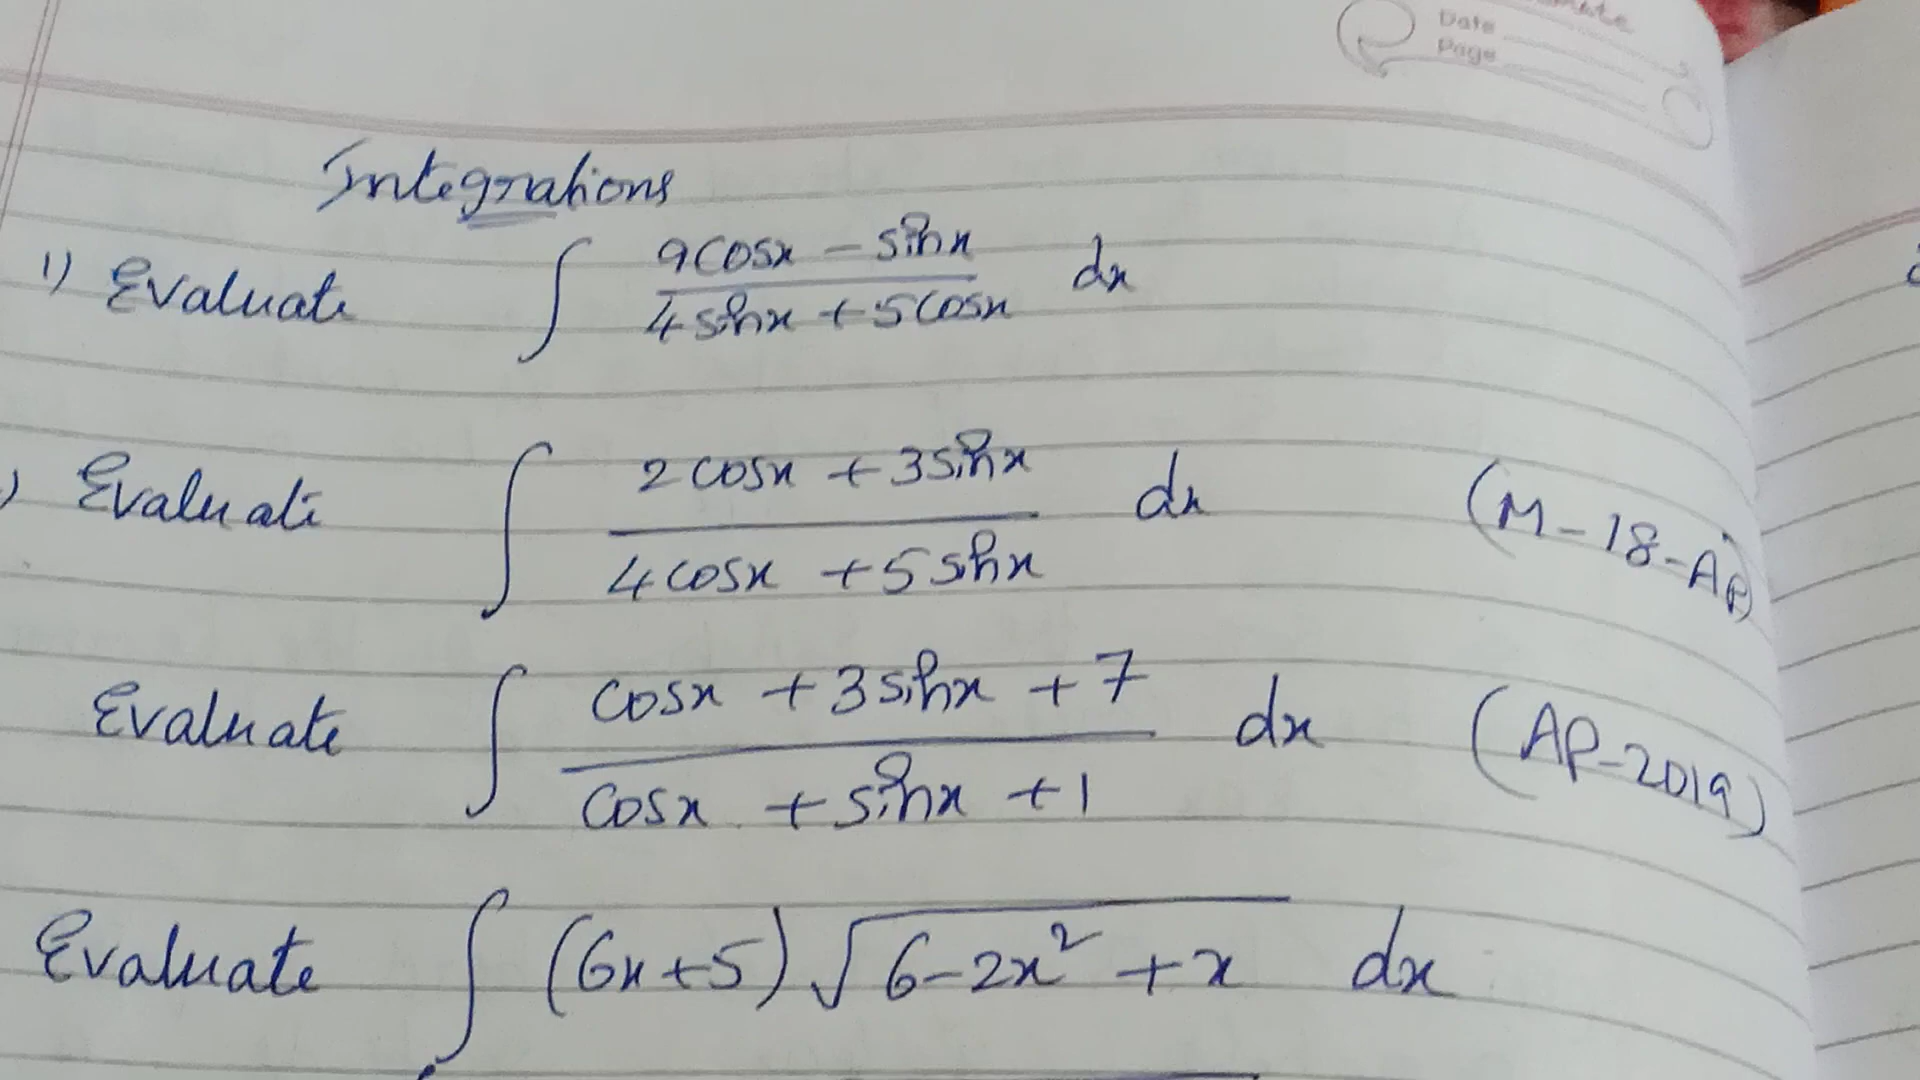 Date
Page
Integrations
1) Evaluate ∫ (9cosx - sinx)/(4sinx + 5cosx) dx
) Evaluate ∫ (2cosx + 3sinx)/(4cosx + 5sinx) dx (M-18-AP)
Evaluate ∫ (cosx + 3sinx + 7)/(cosx + sinx + 1) dx (AP-2019)
Evaluate ∫ (6x+5) √(6-2x²+x) dx